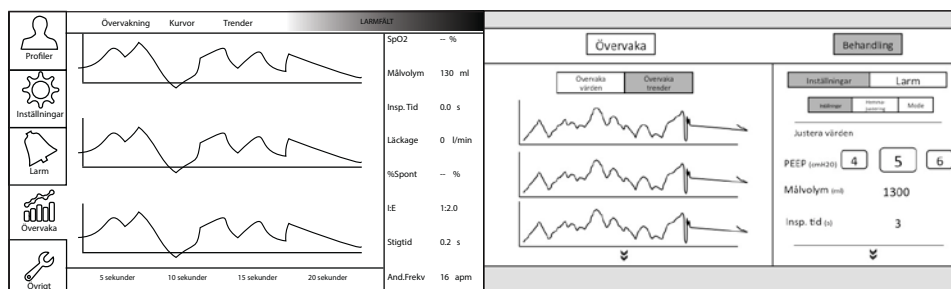 Övervakning Kurvor Trender LARMFÄLT
Profiler
Inställningar
Larm
Övervaka
Övrigt
SpO2 -- %
Målvolym 130 ml
Insp. Tid 0.0 s
Läckage 0 l/min
%Spont -- %
I:E 1:2.0
Stigtid 0.2 s
And.Frekv 16 apm
5 sekunder 10 sekunder 15 sekunder 20 sekunder
Övervaka
Övervaka värden
Övervaka trender
Behandling
Inställningar Larm
Mode
Justera värden
PEEP (cmH20) 4 5 6
Målvolym (ml) 1300
Insp. tid (s) 3